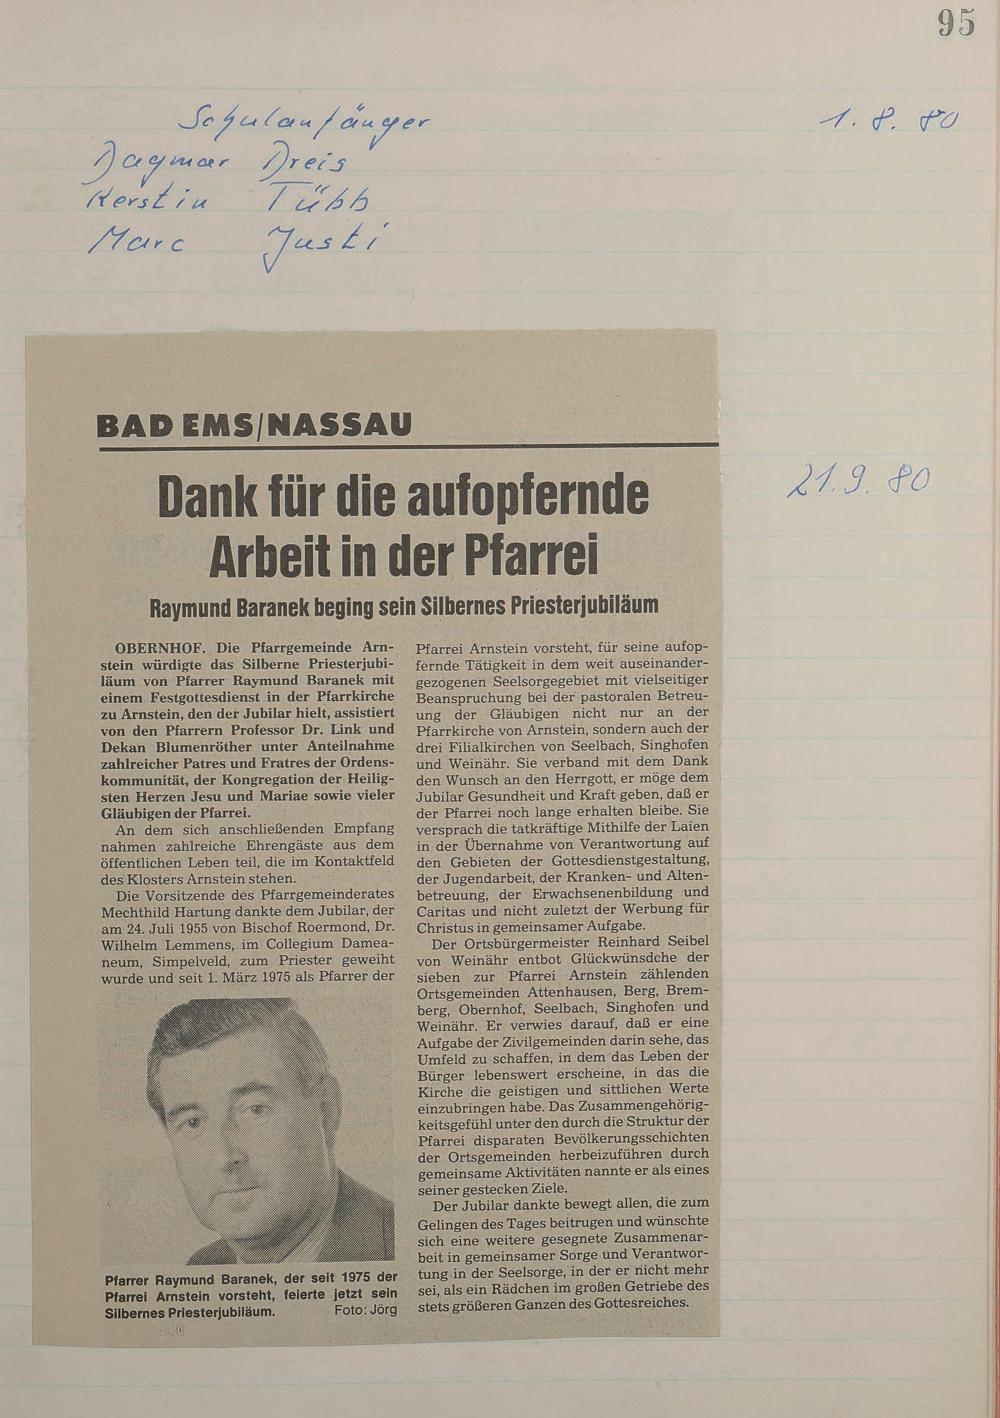 95
Schulanfänger 1.8.80
Dagmar Dreis
Kerstin Tübb
Marc Justi
BAD EMS/NASSAU
21.9.80
Dank für die aufopfernde
Arbeit in der Pfarrei
Raymund Baranek beging sein Silbernes Priesterjubiläum
OBERNHOF. Die Pfarrgemeinde Arn-
stein würdigte das Silberne Priesterjubi-
läum von Pfarrer Raymund Baranek mit
einem Festgottesdienst in der Pfarrkirche
zu Arnstein, den der Jubilar hielt, assistiert
von den Pfarrern Professor Dr. Link und
Dekan Blumenröther unter Anteilnahme
zahlreicher Patres und Fratres der Ordens-
kommunität, der Kongregation der Heilig-
sten Herzen Jesu und Mariae sowie vieler
Gläubigen der Pfarrei.
An dem sich anschließenden Empfang
nahmen zahlreiche Ehrengäste aus dem
öffentlichen Leben teil, die im Kontaktfeld
des Klosters Arnstein stehen.
Die Vorsitzende des Pfarrgemeinderates
Mechthild Hartung dankte dem Jubilar, der
am 24. Juli 1955 von Bischof Roermond, Dr.
Wilhelm Lemmens, im Collegium Damea-
neum, Simpelveld, zum Priester geweiht
wurde und seit 1. März 1975 als Pfarrer der
Pfarrer Raymund Baranek, der seit 1975 der
Pfarrei Arnstein vorsteht, feierte jetzt sein
Silbernes Priesterjubiläum. Foto: Jörg
Pfarrei Arnstein vorsteht, für seine aufop-
fernde Tätigkeit in dem weit auseinander-
gezogenen Seelsorgegebiet mit vielseitiger
Beanspruchung bei der pastoralen Betreu-
ung der Gläubigen nicht nur an der
Pfarrkirche von Arnstein, sondern auch der
drei Filialkirchen von Seelbach, Singhofen
und Weinähr. Sie verband mit dem Dank
den Wunsch an den Herrgott, er möge dem
Jubilar Gesundheit und Kraft geben, daß er
der Pfarrei noch lange erhalten bleibe. Sie
versprach die tatkräftige Mithilfe der Laien
in der Übernahme von Verantwortung auf
den Gebieten der Gottesdienstgestaltung,
der Jugendarbeit, der Kranken- und Alten-
betreuung, der Erwachsenenbildung und
Caritas und nicht zuletzt der Werbung für
Christus in gemeinsamer Aufgabe.
Der Ortsbürgermeister Reinhard Seibel
von Weinähr entbot Glückwünsdche der
sieben zur Pfarrei Arnstein zählenden
Ortsgemeinden Attenhausen, Berg, Brem-
berg, Obernhof, Seelbach, Singhofen und
Weinähr. Er verwies darauf, daß er eine
Aufgabe der Zivilgemeinden darin sehe, das
Umfeld zu schaffen, in dem das Leben der
Bürger lebenswert erscheine, in das die
Kirche die geistigen und sittlichen Werte
einzubringen habe. Das Zusammengehörig-
keitsgefühl unter den durch die Struktur der
Pfarrei disparaten Bevölkerungsschichten
der Ortsgemeinden herbeizuführen durch
gemeinsame Aktivitäten nannte er als eines
seiner gestecken Ziele.
Der Jubilar dankte bewegt allen, die zum
Gelingen des Tages beitrugen und wünschte
sich eine weitere gesegnete Zusammenar-
beit in gemeinsamer Sorge und Verantwor-
tung in der Seelsorge, in der er nicht mehr
sei, als ein Rädchen im großen Getriebe des
stets größeren Ganzen des Gottesreiches.